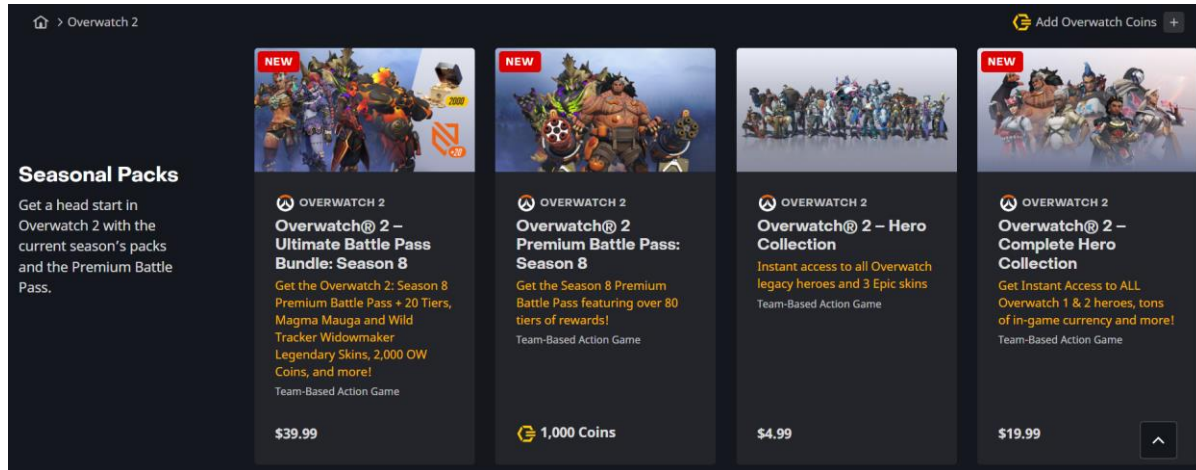 Overwatch 2
Add Overwatch Coins
Seasonal Packs
Get a head start in
Overwatch 2 with the
current season's packs
and the Premium Battle
Pass.
NEW
2000
+20
OVERWATCH 2
Overwatch® 2 –
Ultimate Battle Pass
Bundle: Season 8
Get the Overwatch 2: Season 8
Premium Battle Pass + 20 Tiers,
Magma Mauga and Wild
Tracker Widowmaker
Legendary Skins, 2,000 OW
Coins, and more!
Team-Based Action Game
$39.99
NEW
OVERWATCH 2
Overwatch® 2
Premium Battle Pass:
Season 8
Get the Season 8 Premium
Battle Pass featuring over 80
tiers of rewards!
Team-Based Action Game
1,000 Coins
OVERWATCH 2
Overwatch® 2 – Hero
Collection
Instant access to all Overwatch
legacy heroes and 3 Epic skins
Team-Based Action Game
$4.99
NEW
OVERWATCH 2
Overwatch® 2 –
Complete Hero
Collection
Get Instant Access to ALL
Overwatch 1 & 2 heroes, tons
of in-game currency and more!
Team-Based Action Game
$19.99